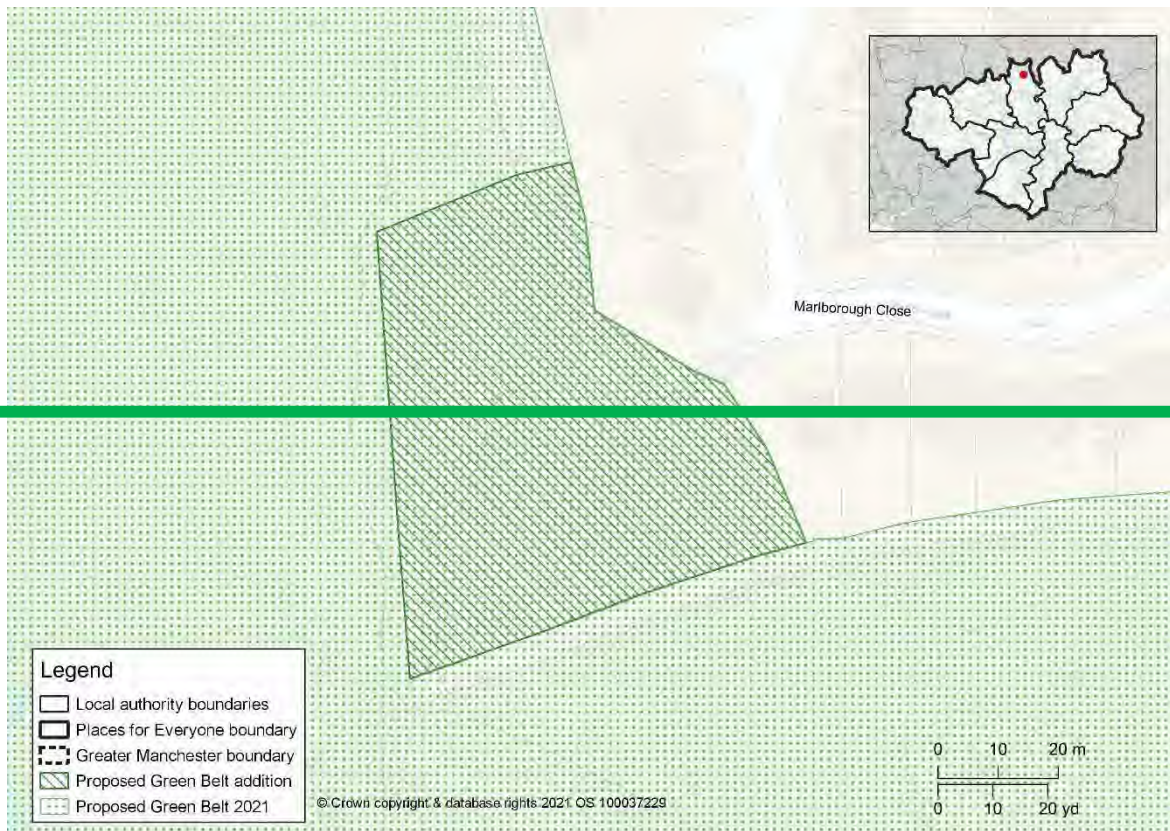 Marlborough Close
Legend
Local authority boundaries
Places for Everyone boundary
Greater Manchester boundary
Proposed Green Belt addition
Proposed Green Belt 2021
© Crown copyright & database rights 2021 OS 100037229
0 10 20 m
0 10 20 yd